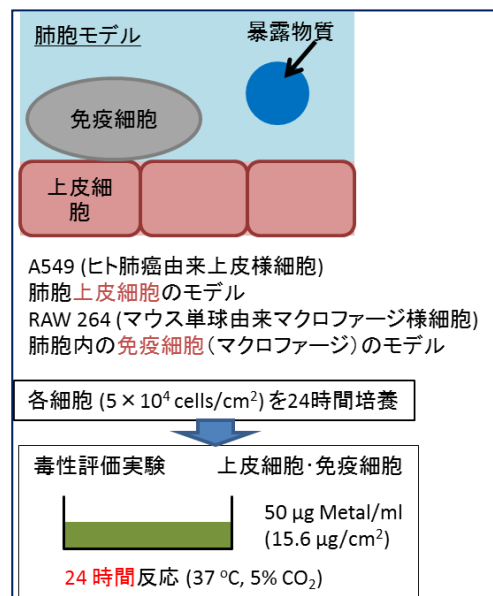 肺胞モデル
暴露物質
免疫細胞
上皮細
胞
A549 (ヒト肺癌由来上皮様細胞)
肺胞上皮細胞のモデル
RAW 264 (マウス単球由来マクロファージ様細胞)
肺胞内の免疫細胞(マクロファージ)のモデル
各細胞 (5 × 10⁴ cells/cm²) を24時間培養
毒性評価実験 上皮細胞・免疫細胞
50 μg Metal/ml
(15.6 μg/cm²)
24 時間反応 (37 ᵒC, 5% CO₂)